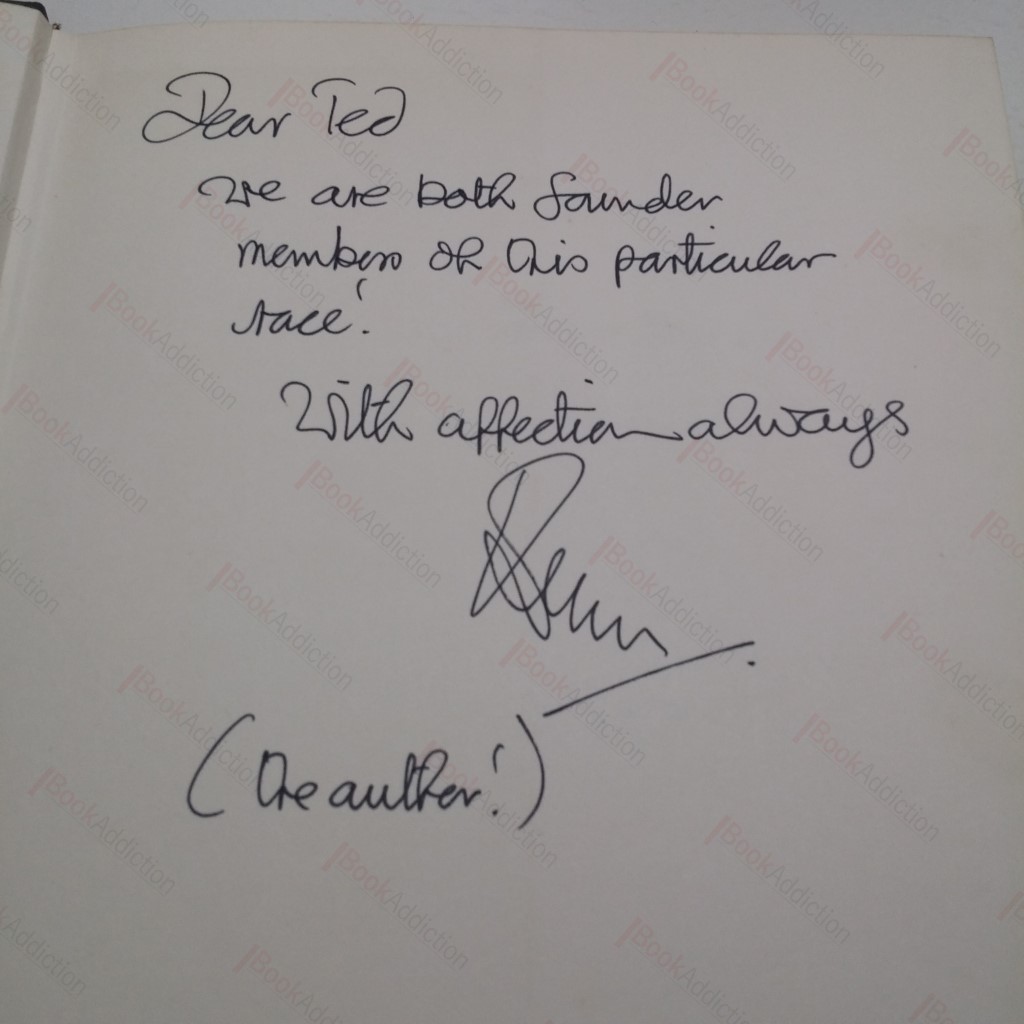 Dear Ted
We are both founder
members of this particular
race!
With affection always
(The author!)